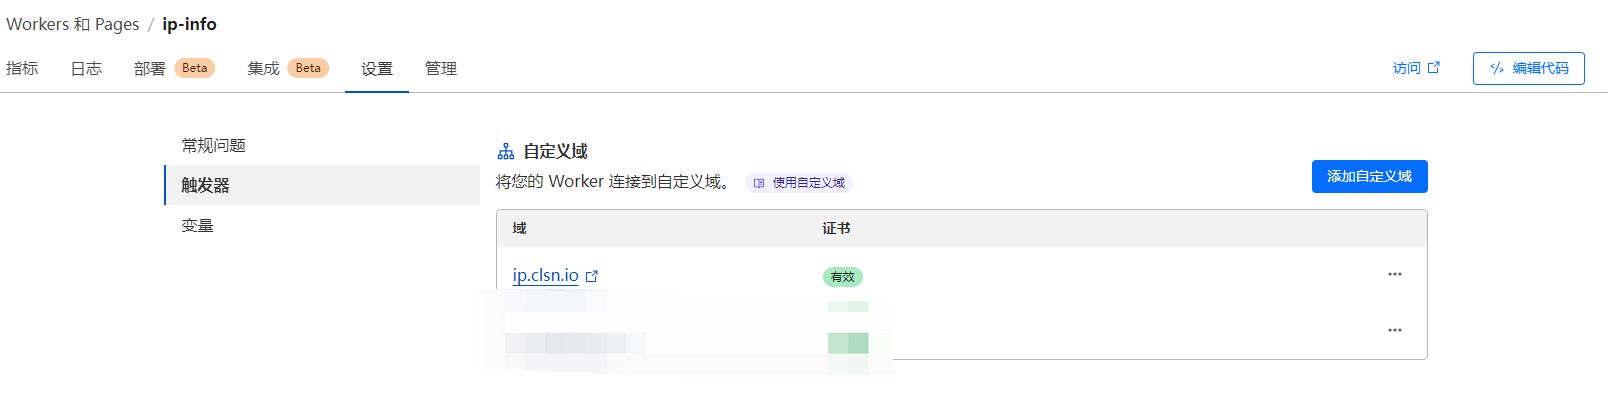 Workers 和 Pages / ip-info
指标 日志 部署 Beta 集成 Beta 设置 管理 访问 编辑代码
常规问题
触发器
变量
自定义域
将您的 Worker 连接到自定义域。 使用自定义域
添加自定义域
域 证书
ip.clsn.io 有效